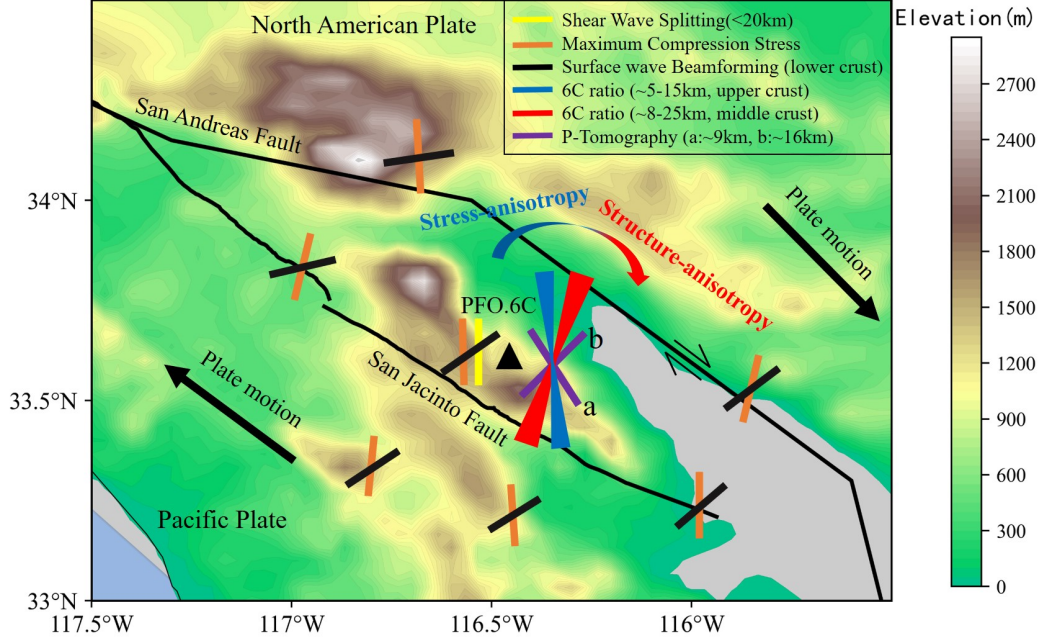 North American Plate
Shear Wave Splitting(<20km)
Maximum Compression Stress
Surface wave Beamforming (lower crust)
6C ratio (~5-15km, upper crust)
6C ratio (~8-25km, middle crust)
P-Tomography (a:~9km, b:~16km)
Elevation(m)
2700
2400
2100
1800
1500
1200
900
600
300
0
San Andreas Fault
34°N
Stress-anisotropy
Structure-anisotropy
Plate motion
PFO.6C
b
a
San Jacinto Fault
Plate motion
33.5°N
Pacific Plate
33°N
117.5°W
117°W
116.5°W
116°W